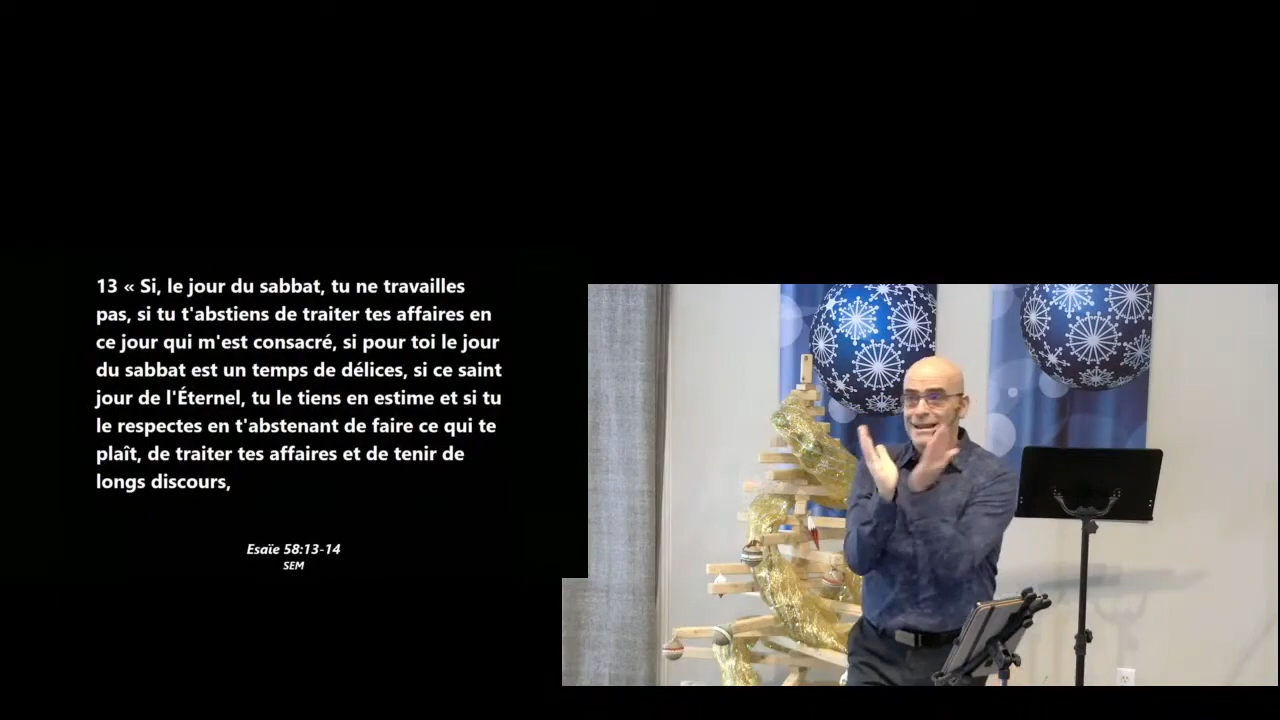 13 « Si, le jour du sabbat, tu ne travailles
pas, si tu t'abstiens de traiter tes affaires en
ce jour qui m'est consacré, si pour toi le jour
du sabbat est un temps de délices, si ce saint
jour de l'Éternel, tu le tiens en estime et si tu
le respectes en t'abstenant de faire ce qui te
plaît, de traiter tes affaires et de tenir de
longs discours,
Esaïe 58:13-14
SEM